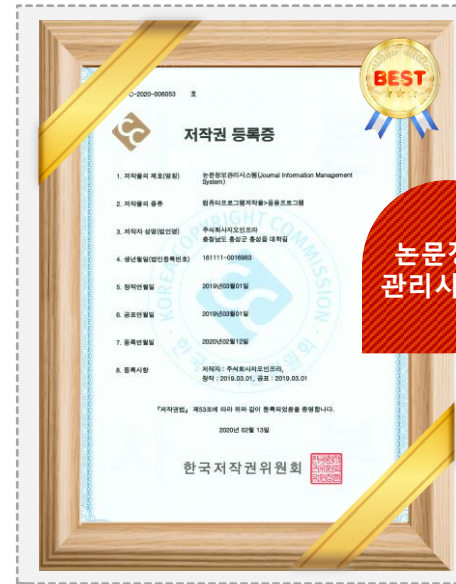 C-2020-006053 호
BEST
저작권 등록증
1. 저작물의 제호(명칭) 논문정보관리시스템(Journal Information Management
System)
2. 저작물의 종류 컴퓨터프로그램저작물>응용프로그램
3. 저작자 성명(법인명) 주식회사지오인프라
충청남도 홍성군 홍성읍 대학길
4. 생년월일(법인등록번호) 161111-0016983
5. 창작연월일 2019년03월01일
6. 공표연월일 2019년03월01일
7. 등록연월일 2020년02월12일
8. 등록사항 저작자 : 주식회사지오인프라,
창작 : 2019.03.01, 공표 : 2019.03.01
『저작권법』 제53조에 따라 위와 같이 등록되었음을 증명합니다.
2020년 02월 13일
한국저작권위원회
논문정
관리시
KOREA COPYRIGHT COMMISSION